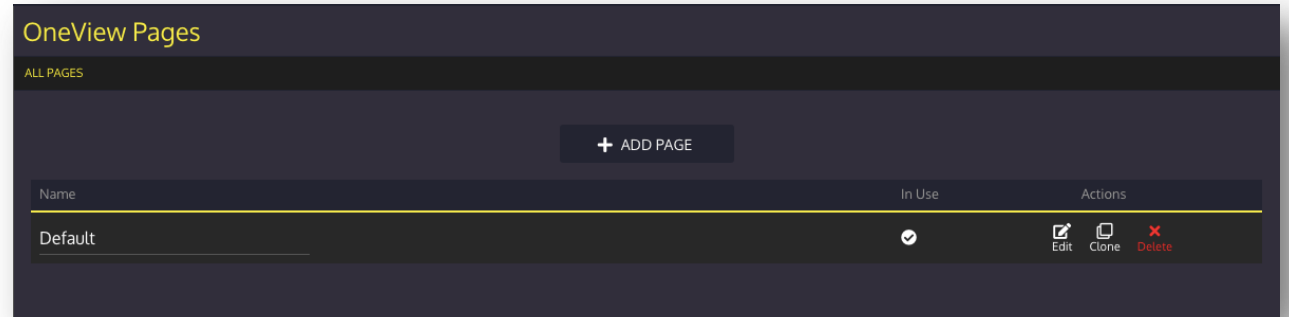 OneView Pages
ALL PAGES
ADD PAGE
Name In Use Actions
Default
Edit Clone Delete